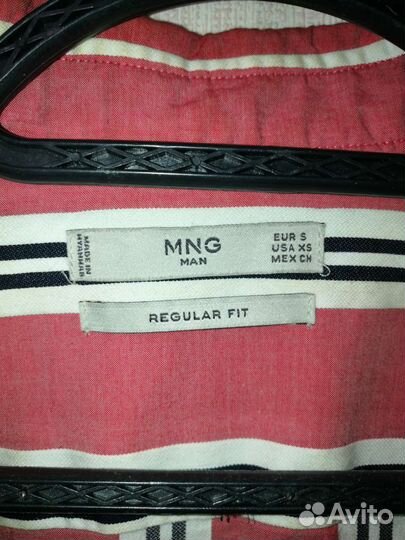 MADE IN
MYANMAR
MNG
MAN
EUR S
USA XS
MEX CH
REGULAR FIT
Avito